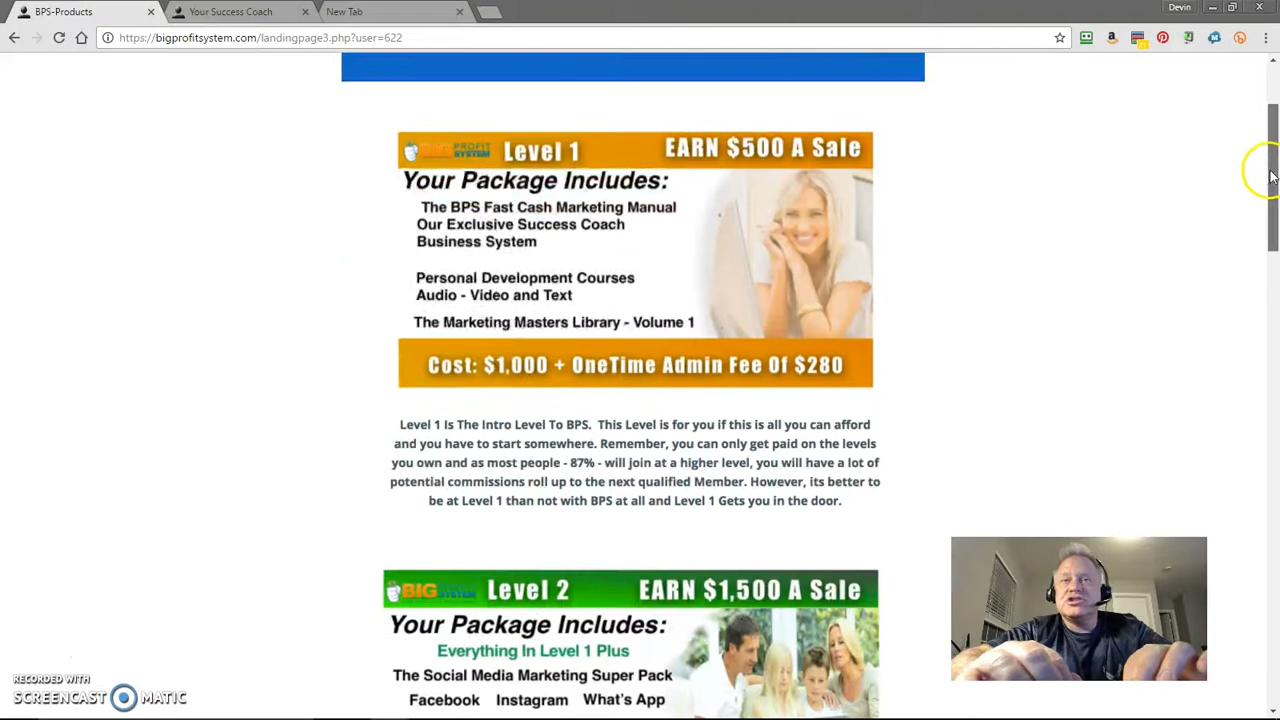 BPS-Products
Your Success Coach
New Tab
Devin
https://bigprofitsystem.com/landingpage3.php?user=622
BIG PROFIT SYSTEM
Level 1
EARN $500 A Sale
Your Package Includes:
The BPS Fast Cash Marketing Manual
Our Exclusive Success Coach
Business System
Personal Development Courses
Audio - Video and Text
The Marketing Masters Library - Volume 1
Cost: $1,000 + OneTime Admin Fee Of $280
Level 1 Is The Intro Level To BPS. This Level is for you if this is all you can afford
and you have to start somewhere. Remember, you can only get paid on the levels
you own and as most people - 87% - will join at a higher level, you will have a lot of
potential commissions roll up to the next qualified Member. However, its better to
be at Level 1 than not with BPS at all and Level 1 Gets you in the door.
BIG SYSTEM
Level 2
EARN $1,500 A Sale
Your Package Includes:
Everything In Level 1 Plus
The Social Media Marketing Super Pack
Facebook Instagram What's App
RECORDED WITH
SCREENCAST MATIC